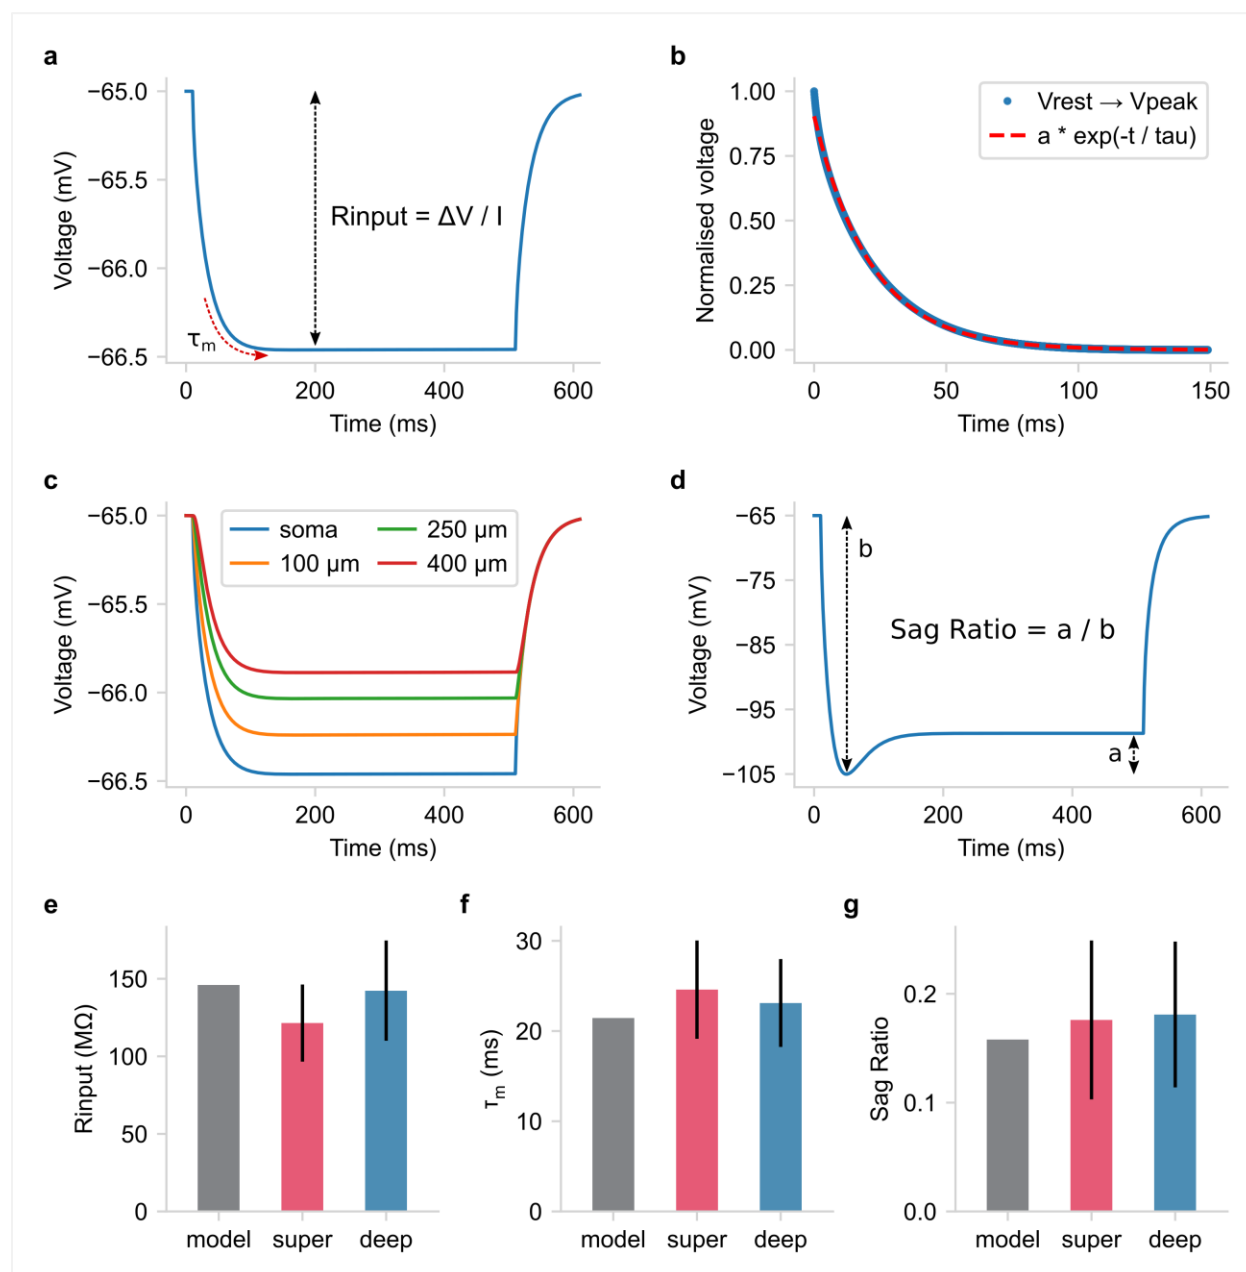 a
−65.0
−65.5
−66.0
−66.5
Voltage (mV)
Rinput = ΔV / I
τm
0
200
400
600
Time (ms)
b
1.00
0.75
0.50
0.25
0.00
Normalised voltage
Vrest → Vpeak
a * exp(-t / tau)
0
50
100
150
Time (ms)
c
−65.0
−65.5
−66.0
−66.5
Voltage (mV)
soma
100 μm
250 μm
400 μm
0
200
400
600
Time (ms)
d
−65
−75
−85
−95
−105
Voltage (mV)
b
Sag Ratio = a / b
a
0
200
400
600
Time (ms)
e
150
100
50
0
Rinput (MΩ)
model
super
deep
f
30
20
10
0
τm (ms)
model
super
deep
g
0.2
0.1
0.0
Sag Ratio
model
super
deep